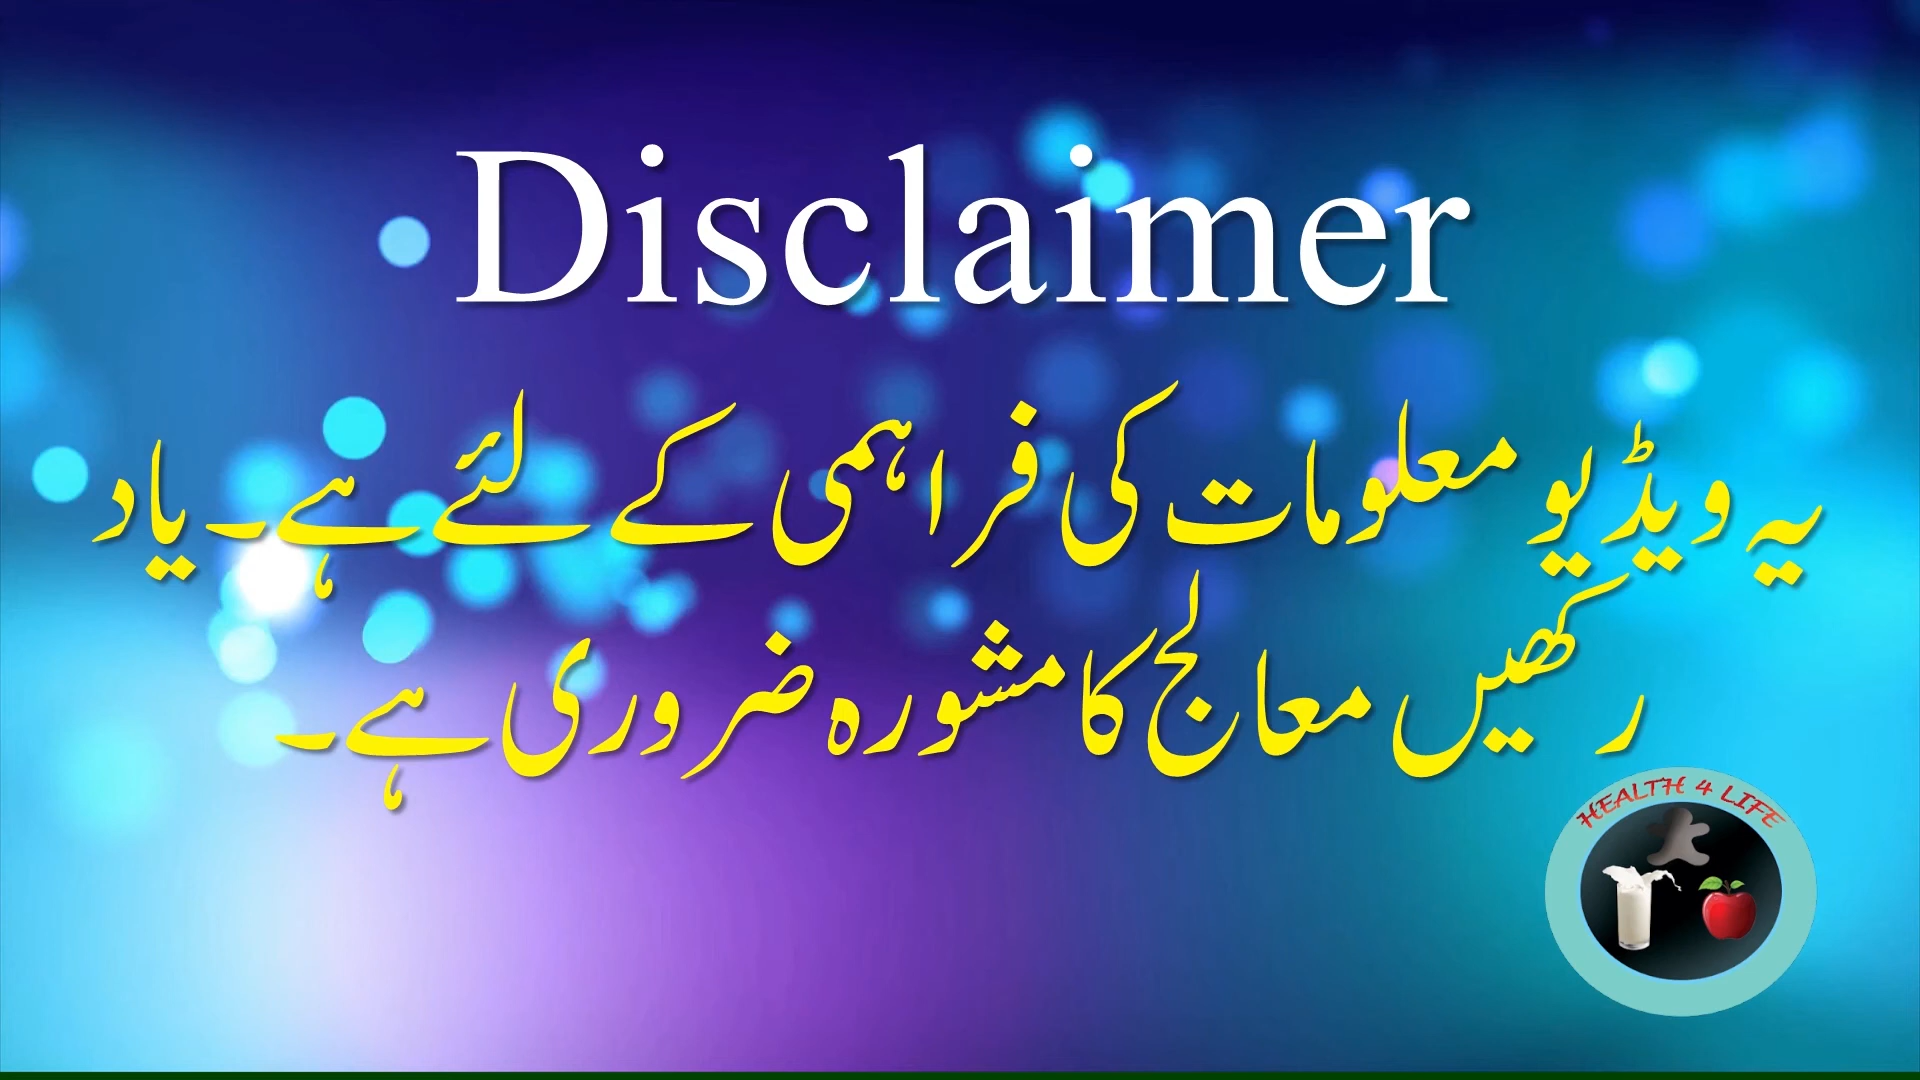 Disclaimer
یہ ویڈیو معلومات کی فراہمی کے لئے ہے۔ یاد
رکھیں معالج کا مشورہ ضروری ہے۔
HEALTH 4 LIFE